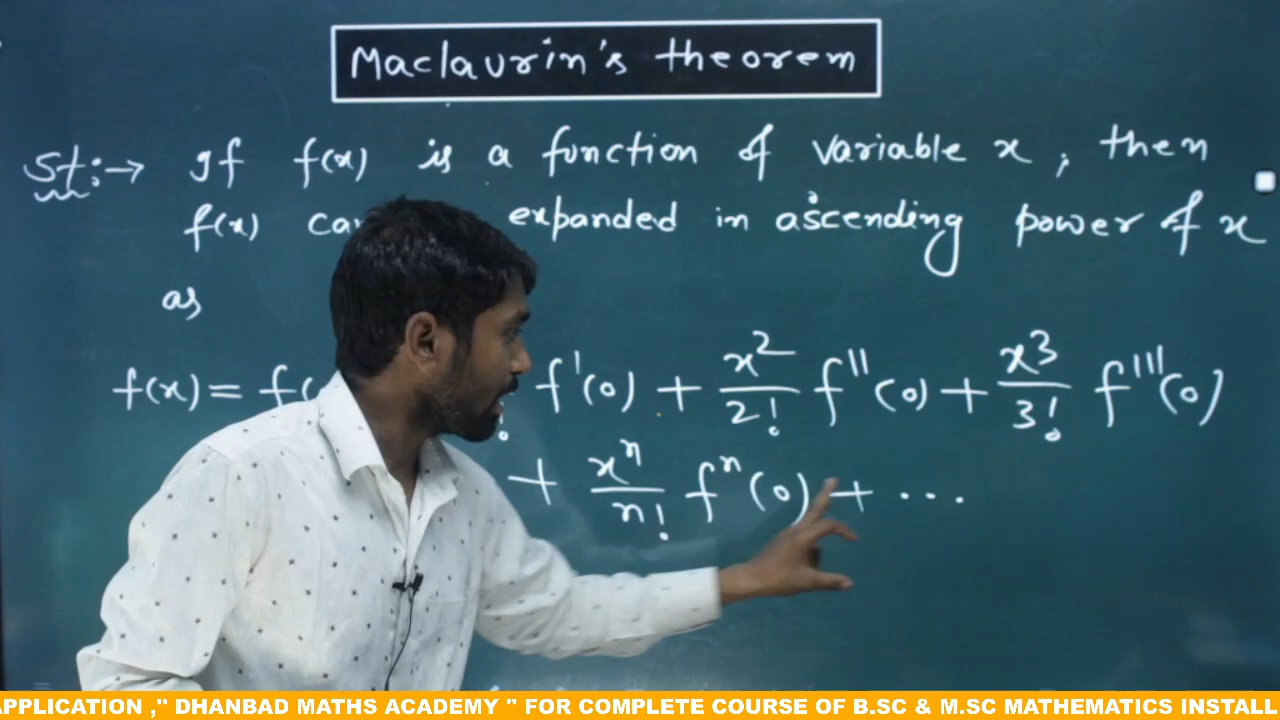 Maclaurin's theorem
St:→ If f(x) is a function of variable x, then
f(x) expanded in ascending power of x
as
f(x) = f'(0) + x²/2! f''(0) + x³/3! f'''(0)
+ xⁿ/n! fⁿ(0) + ...
APPLICATION ," DHANBAD MATHS ACADEMY " FOR COMPLETE COURSE OF B.SC & M.SC MATHEMATICS INSTALL